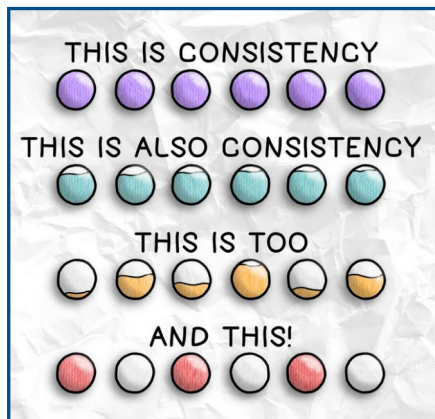 THIS IS CONSISTENCY
THIS IS ALSO CONSISTENCY
THIS IS TOO
AND THIS!